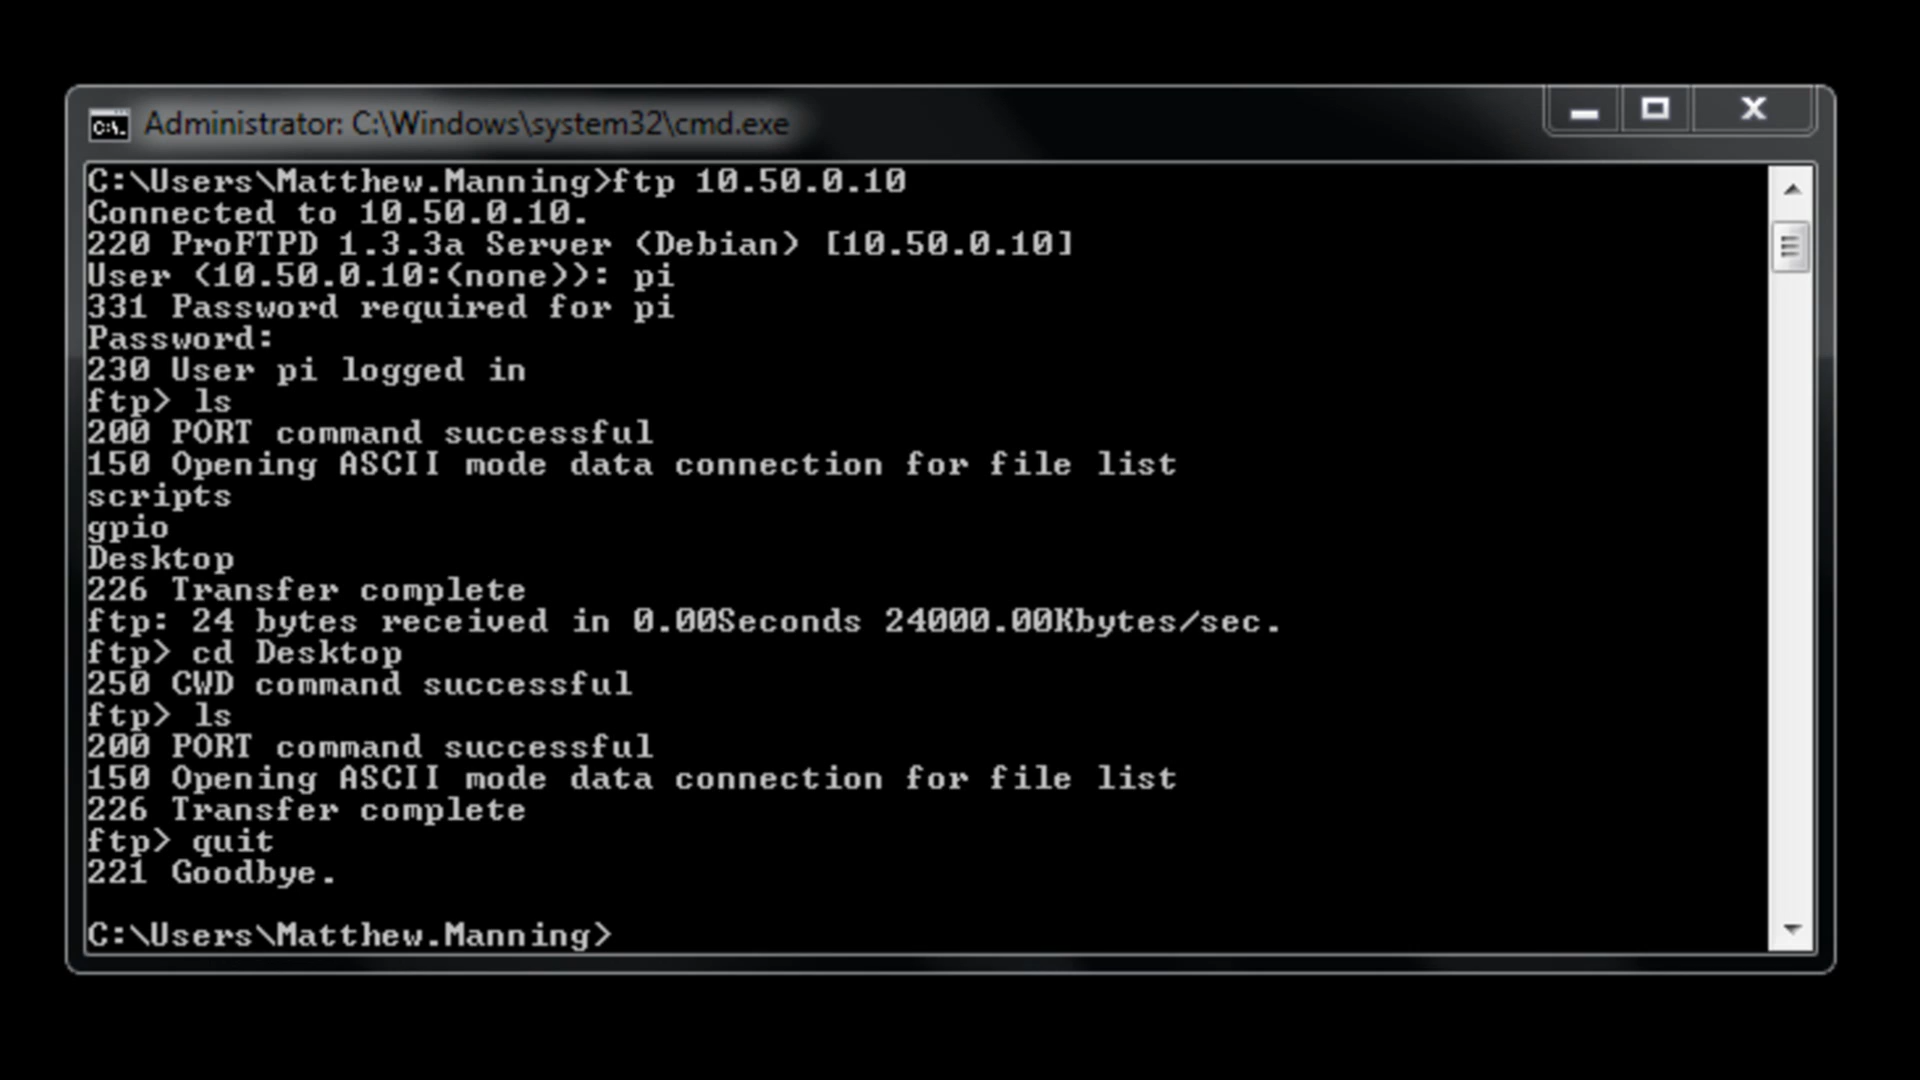 Administrator: C:\Windows\system32\cmd.exe
C:\Users\Matthew.Manning>ftp 10.50.0.10
Connected to 10.50.0.10.
220 ProFTPD 1.3.3a Server (Debian) [10.50.0.10]
User (10.50.0.10:(none)): pi
331 Password required for pi
Password:
230 User pi logged in
ftp> ls
200 PORT command successful
150 Opening ASCII mode data connection for file list
scripts
gpio
Desktop
226 Transfer complete
ftp: 24 bytes received in 0.00Seconds 24000.00Kbytes/sec.
ftp> cd Desktop
250 CWD command successful
ftp> ls
200 PORT command successful
150 Opening ASCII mode data connection for file list
226 Transfer complete
ftp> quit
221 Goodbye.
C:\Users\Matthew.Manning>